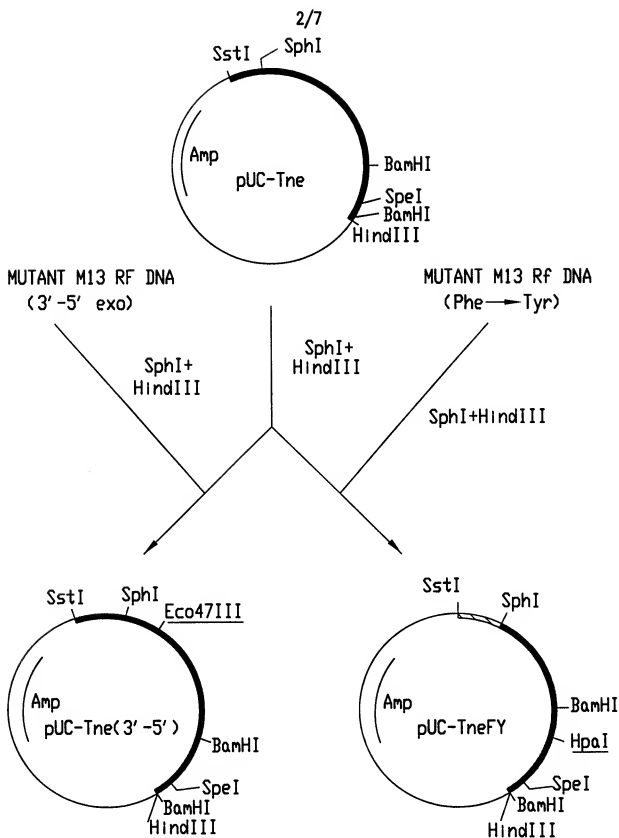 2/7
SstI
SphI
Amp
pUC-Tne
BamHI
SpeI
BamHI
HindIII
MUTANT M13 RF DNA
(3'-5' exo)
MUTANT M13 Rf DNA
(Phe→Tyr)
SphI+
HindIII
SphI+
HindIII
SphI+HindIII
SstI
SphI
Eco47III
Amp
pUC-Tne(3'-5')
BamHI
SpeI
BamHI
HindIII
SstI
SphI
Amp
pUC-TneFY
BamHI
HpaI
SpeI
BamHI
HindIII